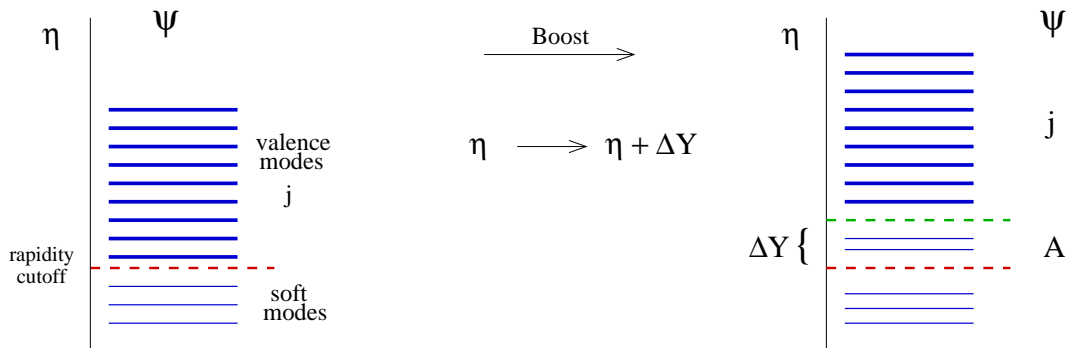 η
Ψ
valence
modes
j
rapidity
cutoff
soft
modes
Boost
η → η + ΔY
η
Ψ
j
ΔY {
A